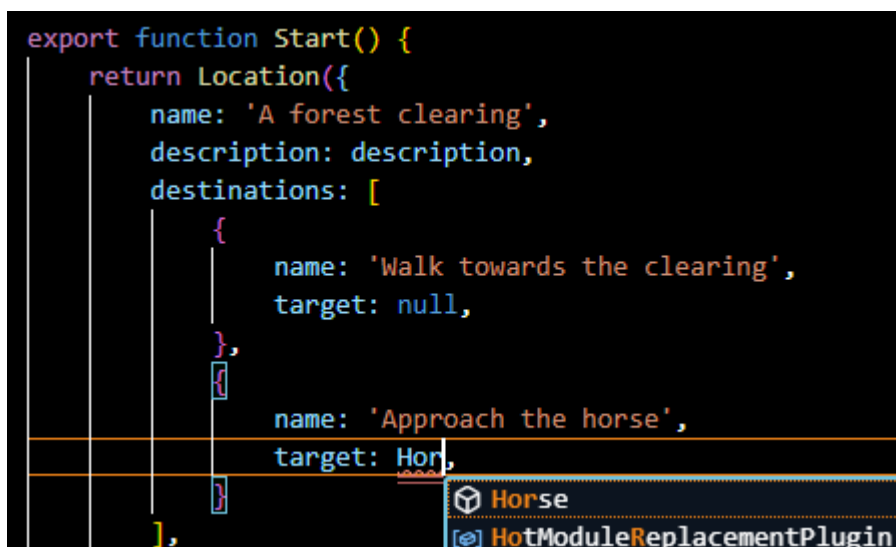 export function Start() {
return Location({
name: 'A forest clearing',
description: description,
destinations: [
{
name: 'Walk towards the clearing',
target: null,
},
{
name: 'Approach the horse',
target: Hor,
}
Horse
HotModuleReplacementPlugin
],